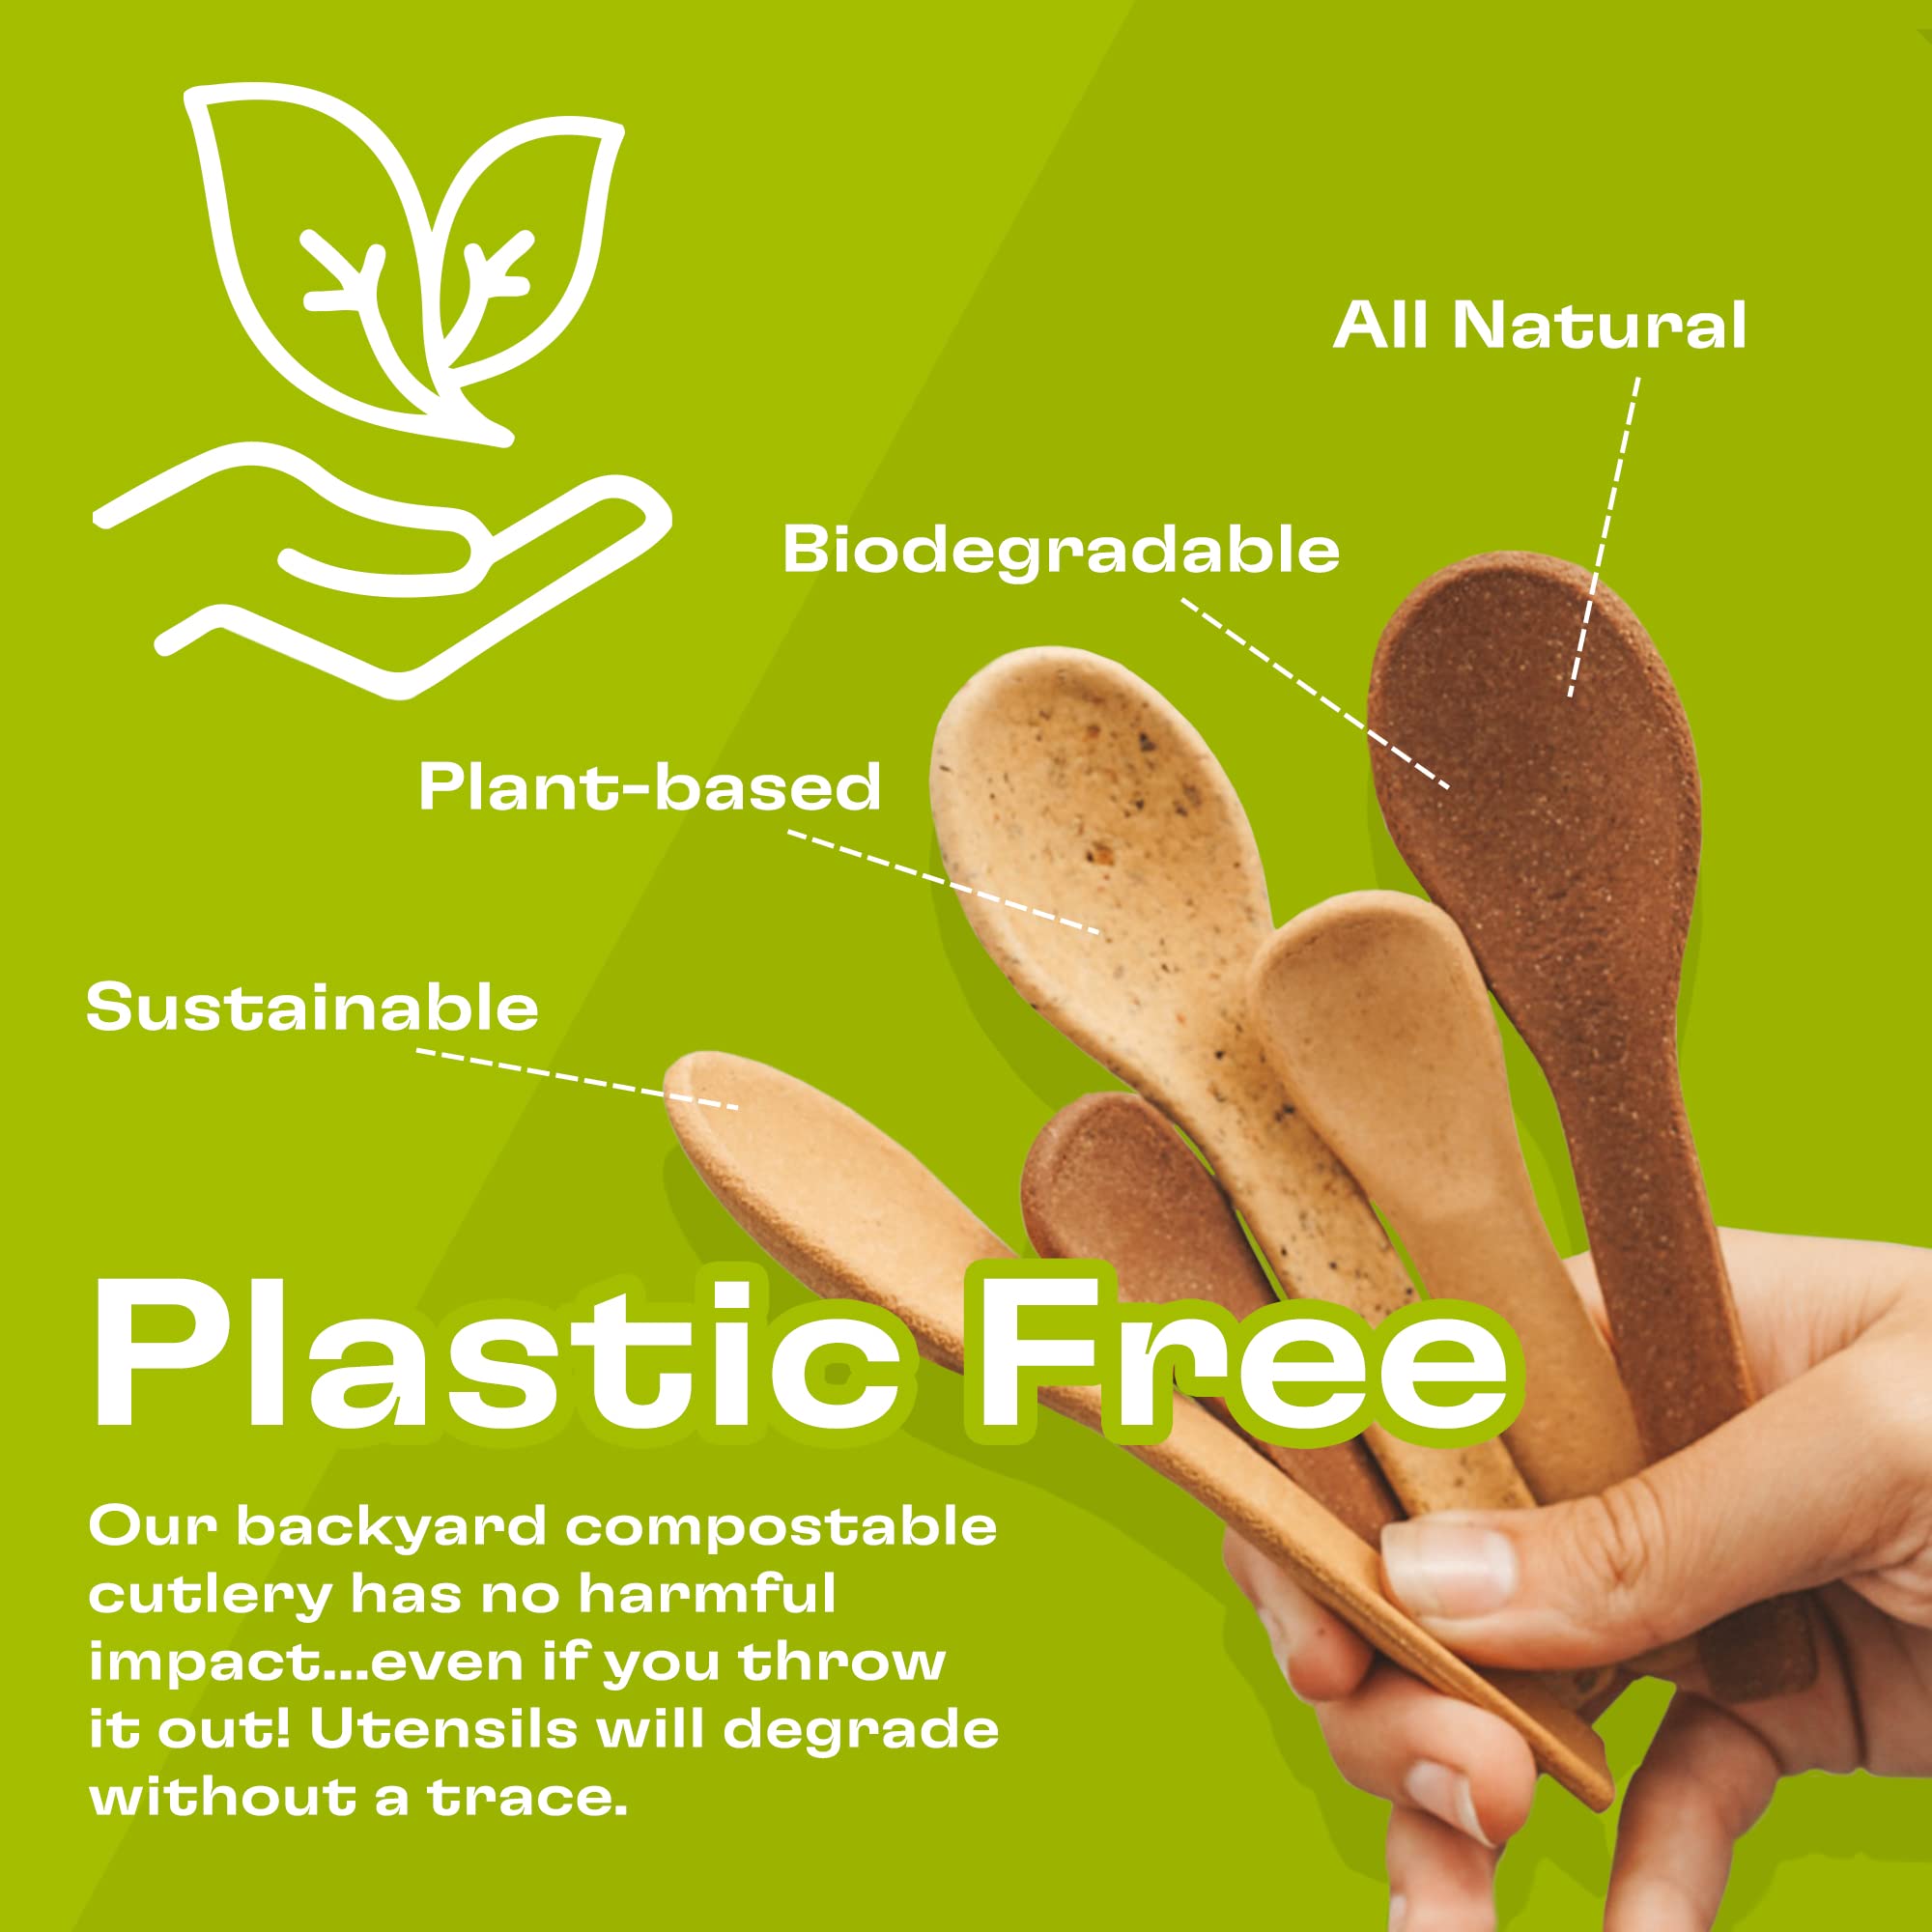 All Natural
Biodegradable
Plant-based
Sustainable
Plastic Free
Our backyard compostable
cutlery has no harmful
impact...even if you throw
it out! Utensils will degrade
without a trace.